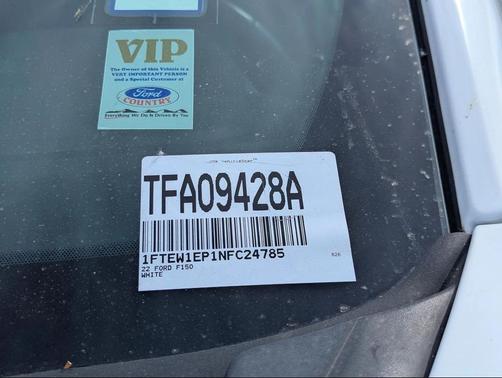 VIP
The Owner of this Vehicle is a
VERY IMPORTANT PERSON
and a Special Customer at
Ford
COUNTRY
Everything We Do Is Driven By You
TFA09428A
1FTEW1EP1NFC24785
22 FORD F150
WHITE